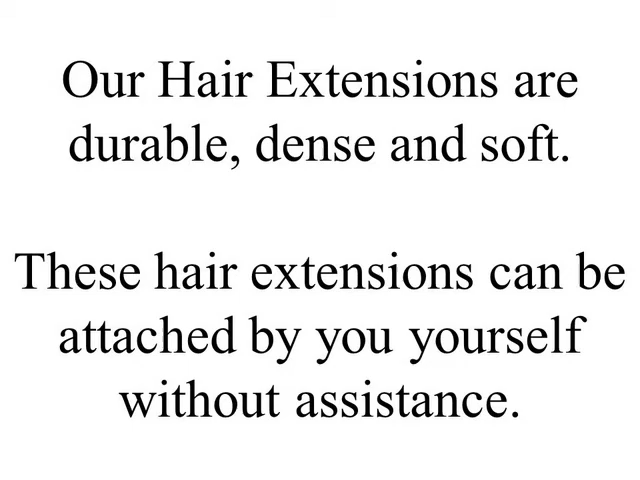 Our Hair Extensions are
durable, dense and soft.
These hair extensions can be
attached by you yourself
without assistance.